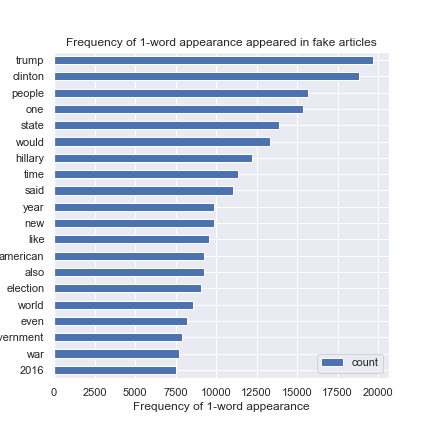 Frequency of 1-word appearance appeared in fake articles
trump
clinton
people
one
state
would
hillary
time
said
year
new
like
american
also
election
world
even
vernment
war
2016
count
0 2500 5000 7500 10000 12500 15000 17500 20000
Frequency of 1-word appearance